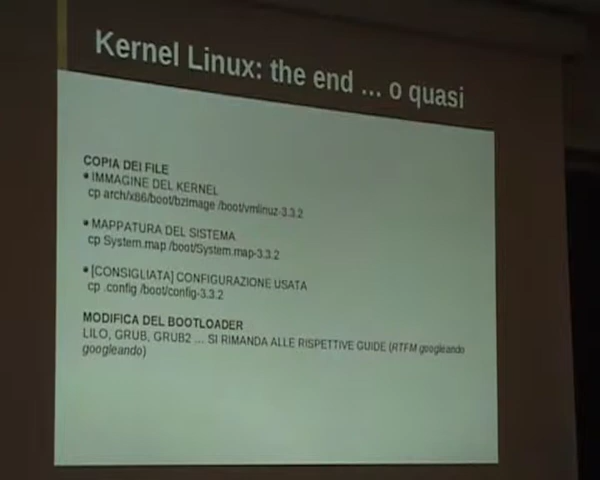 Kernel Linux: the end ... o quasi
COPIA DEI FILE
• IMMAGINE DEL KERNEL
cp arch/x86/boot/bzImage /boot/vmlinuz-3.3.2
• MAPPATURA DEL SISTEMA
cp System.map /boot/System.map-3.3.2
• [CONSIGLIATA] CONFIGURAZIONE USATA
cp .config /boot/config-3.3.2
MODIFICA DEL BOOTLOADER
LILO, GRUB, GRUB2 ... SI RIMANDA ALLE RISPETTIVE GUIDE (RTFM googleando
googleando)